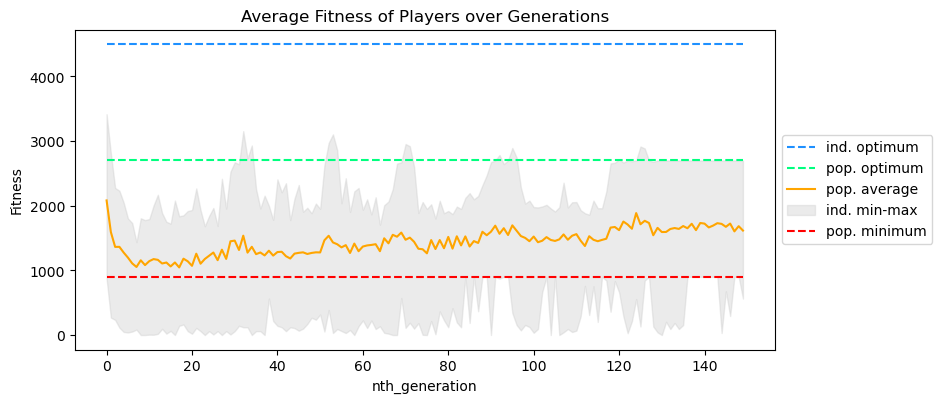 Average Fitness of Players over Generations
Fitness
4000
3000
2000
1000
0
0 20 40 60 80 100 120 140
nth_generation
ind. optimum
pop. optimum
pop. average
ind. min-max
pop. minimum